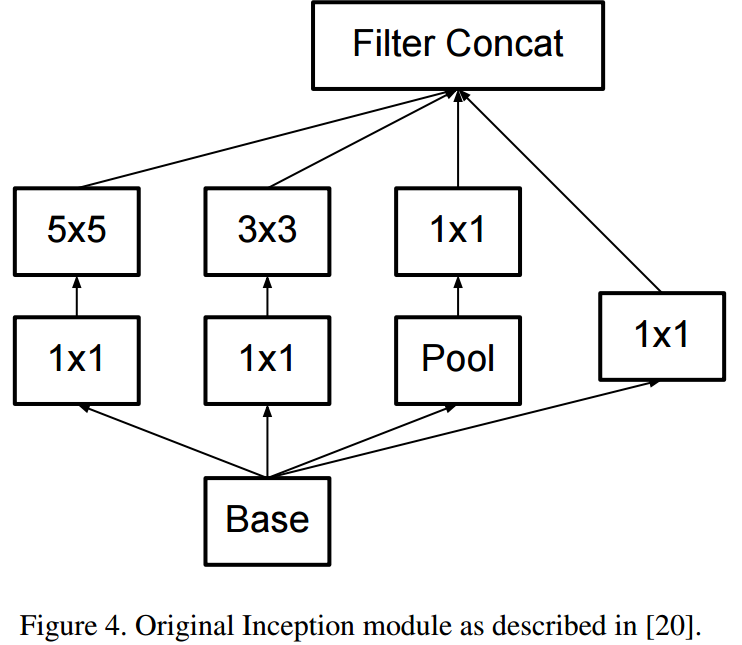 Filter Concat
5x5
3x3
1x1
1x1
1x1
1x1
Pool
Base
Figure 4. Original Inception module as described in [20].